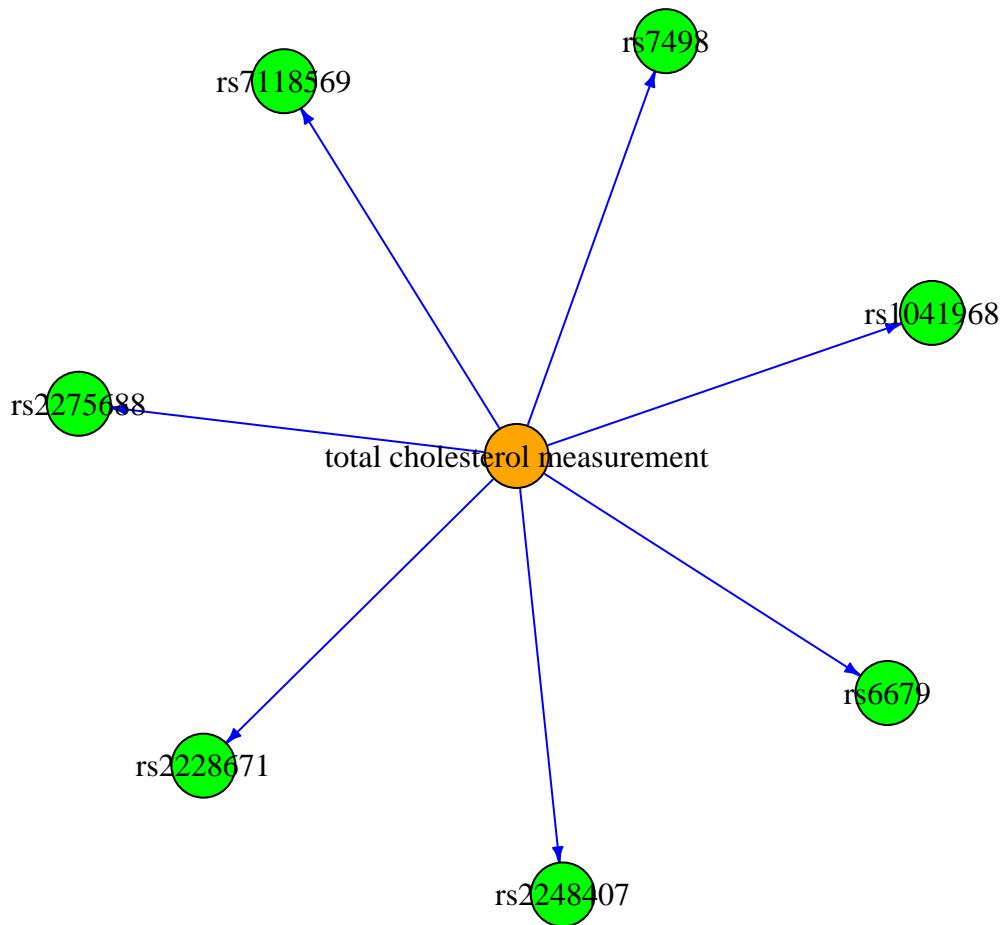 rs7498
rs7118569
rs1041968
rs2275688
total cholesterol measurement
rs6679
rs2228671
rs2248407